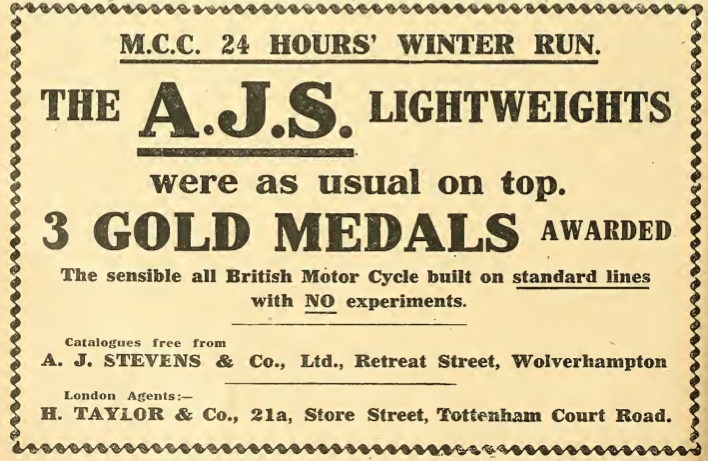 M.C.C. 24 HOURS' WINTER RUN.
THE A.J.S. LIGHTWEIGHTS
were as usual on top.
3 GOLD MEDALS AWARDED
The sensible all British Motor Cycle built on standard lines
with NO experiments.
Catalogues free from
A. J. STEVENS & Co., Ltd., Retreat Street, Wolverhampton
London Agents:—
H. TAYLOR & Co., 21a, Store Street, Tottenham Court Road.